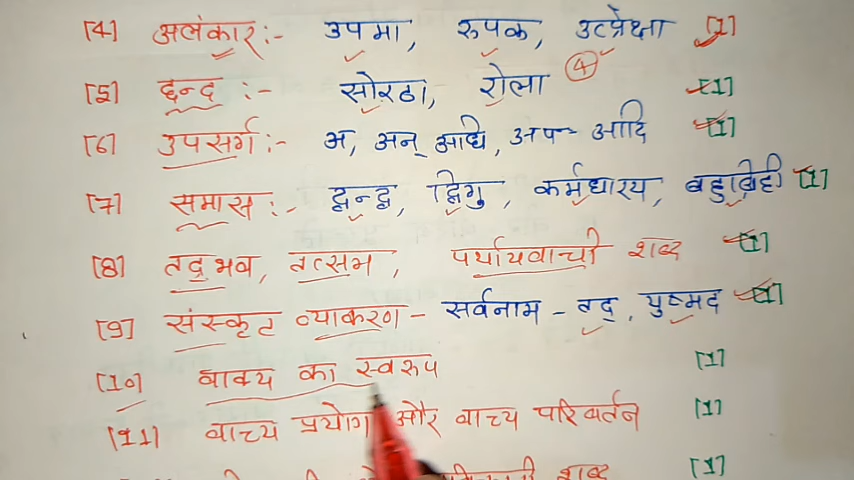 [4] अलंकार :- उपमा, रुपक, उत्प्रेक्षा [1]
[5] छन्द :- सोरठा, रोला ④ [1]
[6] उपसर्ग :- अ, अन् आधि, अप आदि [1]
[7] समास :- द्वन्द्व, द्विगु, कर्मधारय, बहुव्रीही [1]
[8] तद्भव, तत्सम, पर्यायवाची शब्द [1]
[9] संस्कृत व्याकरण - सर्वनाम - तद्, युष्मद [1]
[10] वाक्य का स्वरुप [1]
[11] वाच्य प्रयोग और वाच्य परिवर्तन [1]
शब्द [1]